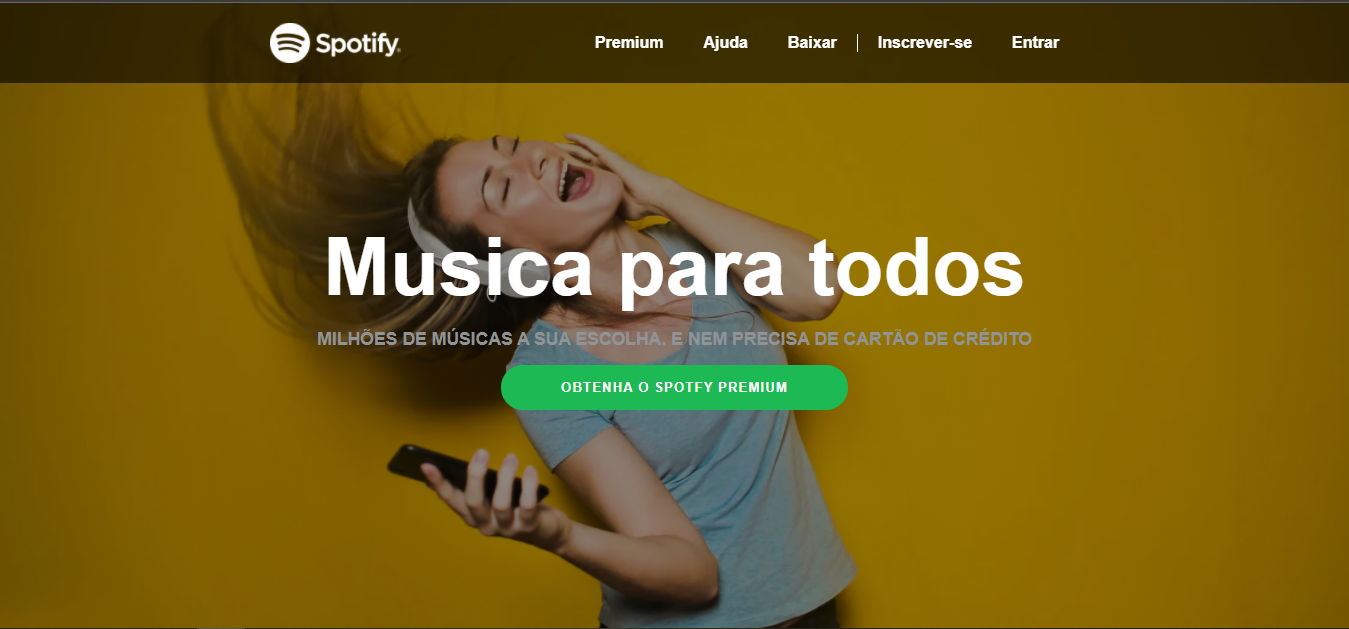 Spotify
Premium Ajuda Baixar Inscrever-se Entrar
Musica para todos
MILHÕES DE MÚSICAS A SUA ESCOLHA. E NEM PRECISA DE CARTÃO DE CRÉDITO
OBTENHA O SPOTFY PREMIUM